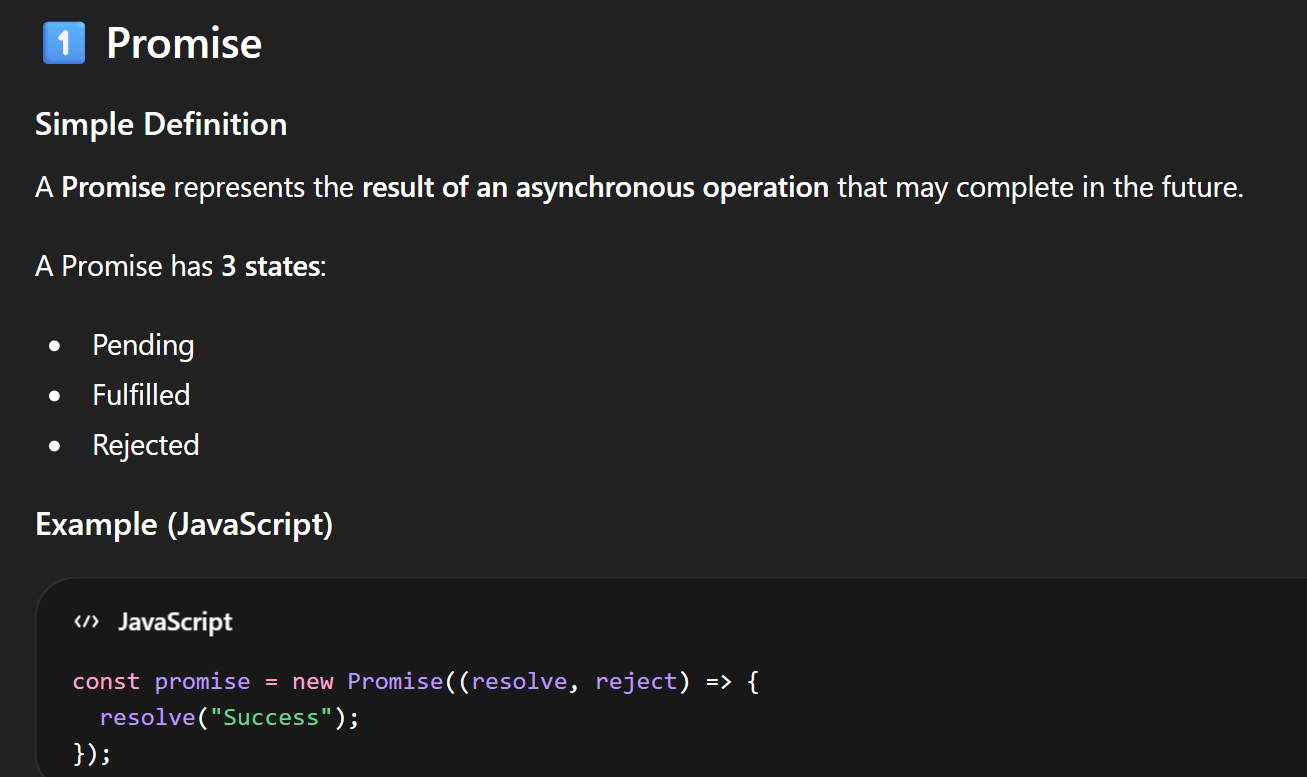 1 Promise
Simple Definition
A Promise represents the result of an asynchronous operation that may complete in the future.
A Promise has 3 states:
• Pending
• Fulfilled
• Rejected
Example (JavaScript)
</> JavaScript
const promise = new Promise((resolve, reject) => {
  resolve("Success");
});